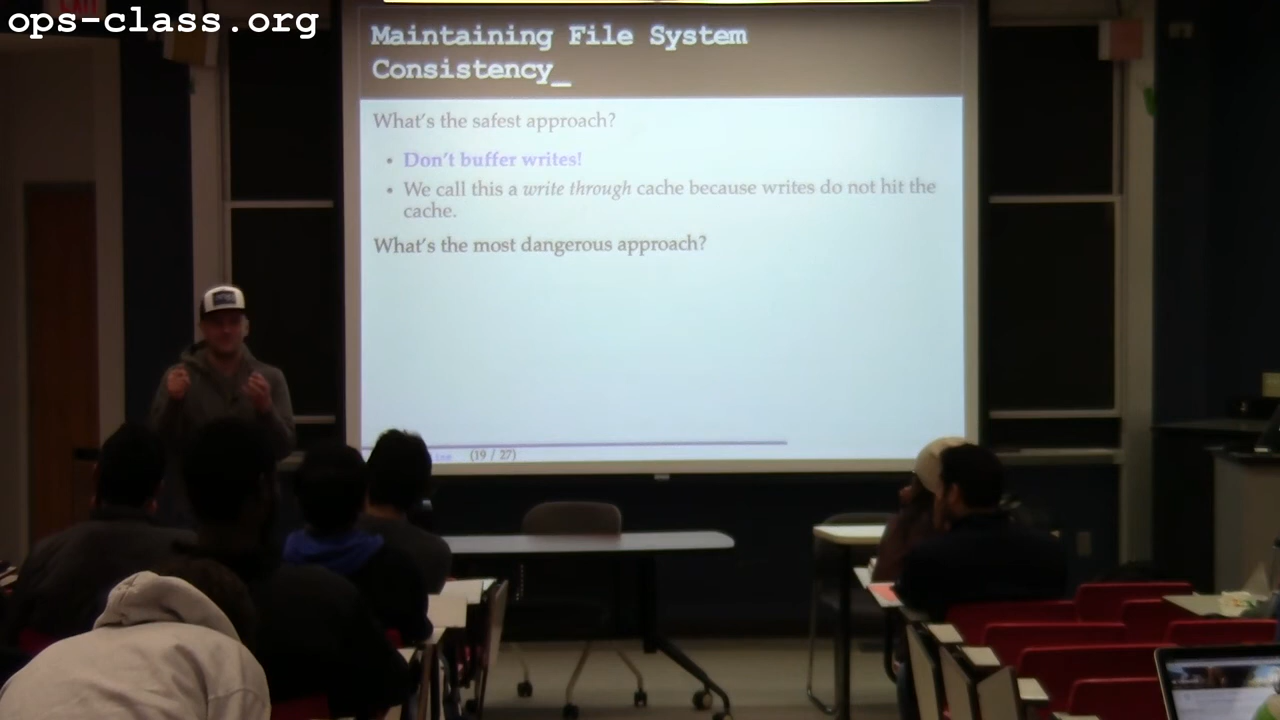 EXIT
ops-class.org
Maintaining File System
Consistency_
What's the safest approach?
• Don't buffer writes!
• We call this a write through cache because writes do not hit the
cache.
What's the most dangerous approach?
(19 / 27)